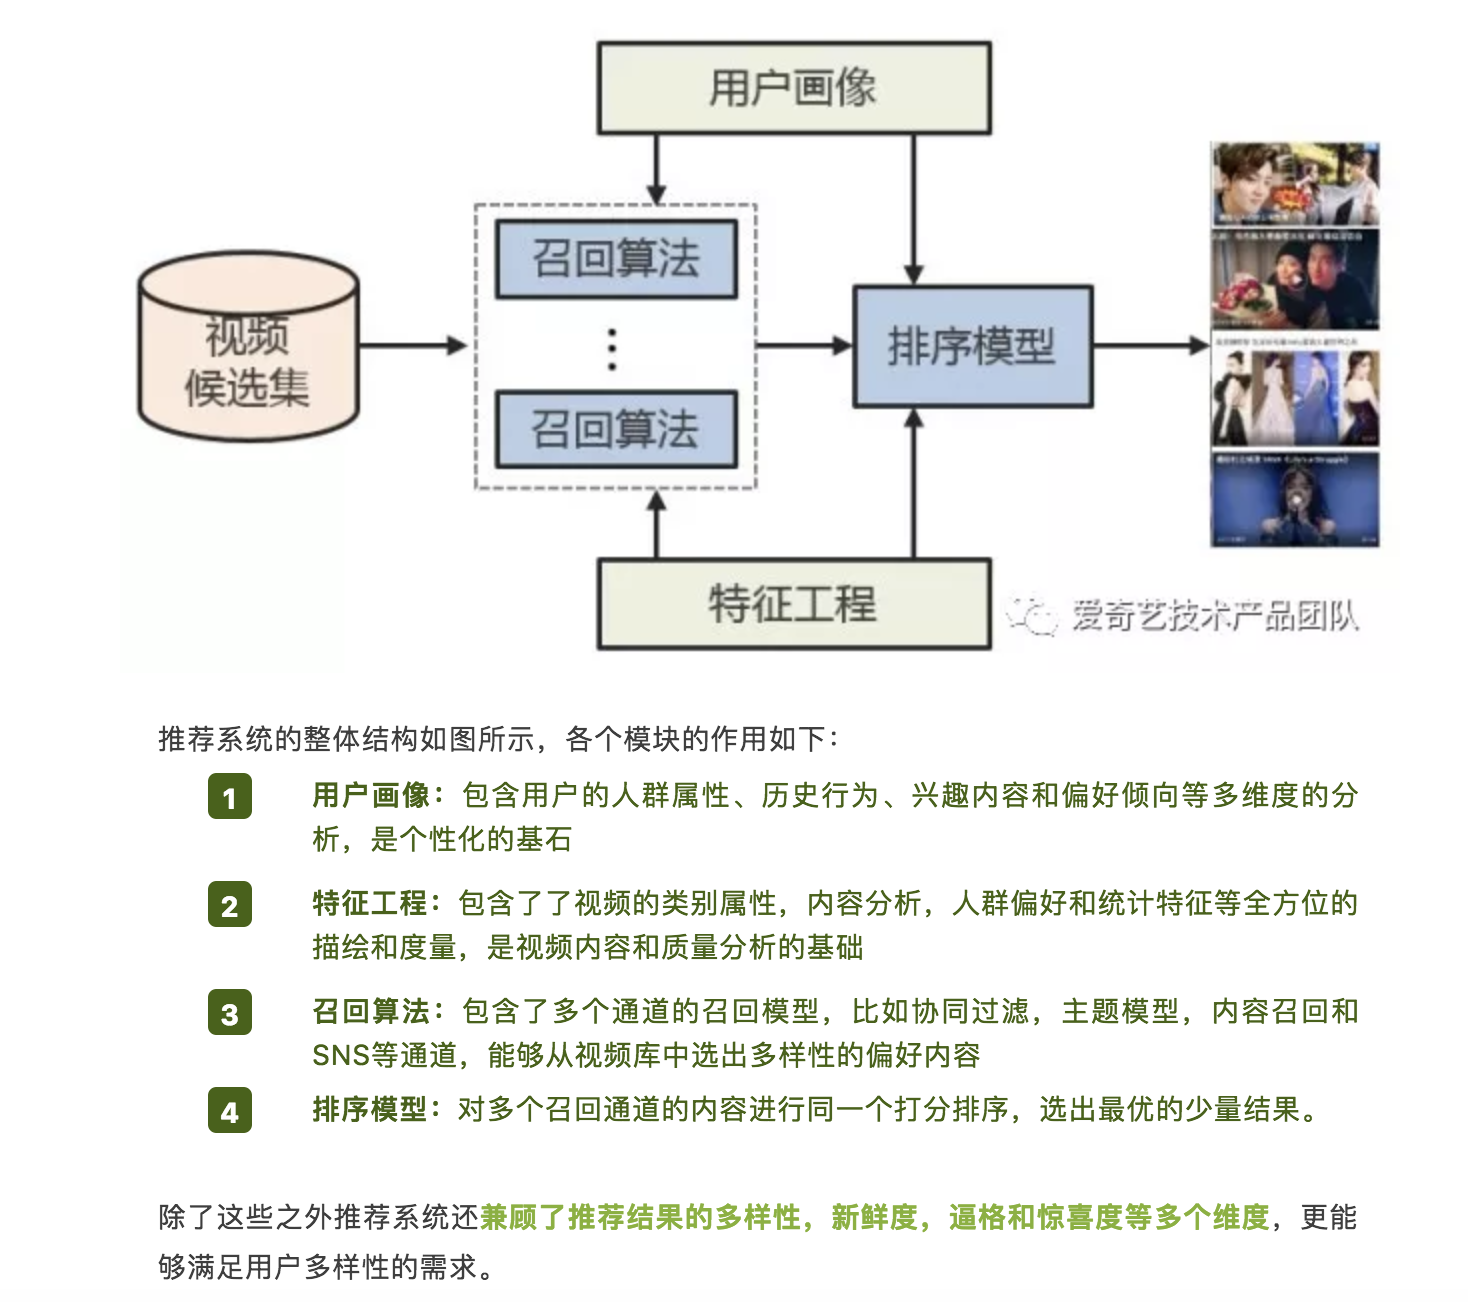 用户画像
召回算法
视频
候选集
排序模型
召回算法
特征工程
爱奇艺技术产品团队
推荐系统的整体结构如图所示，各个模块的作用如下：
1 用户画像：包含用户的人群属性、历史行为、兴趣内容和偏好倾向等多维度的分
析，是个性化的基石
2 特征工程：包含了了视频的类别属性，内容分析，人群偏好和统计特征等全方位的
描绘和度量，是视频内容和质量分析的基础
3 召回算法：包含了多个通道的召回模型，比如协同过滤，主题模型，内容召回和
SNS等通道，能够从视频库中选出多样性的偏好内容
4 排序模型：对多个召回通道的内容进行同一个打分排序，选出最优的少量结果。
除了这些之外推荐系统还兼顾了推荐结果的多样性，新鲜度，逼格和惊喜度等多个维度，更能
够满足用户多样性的需求。